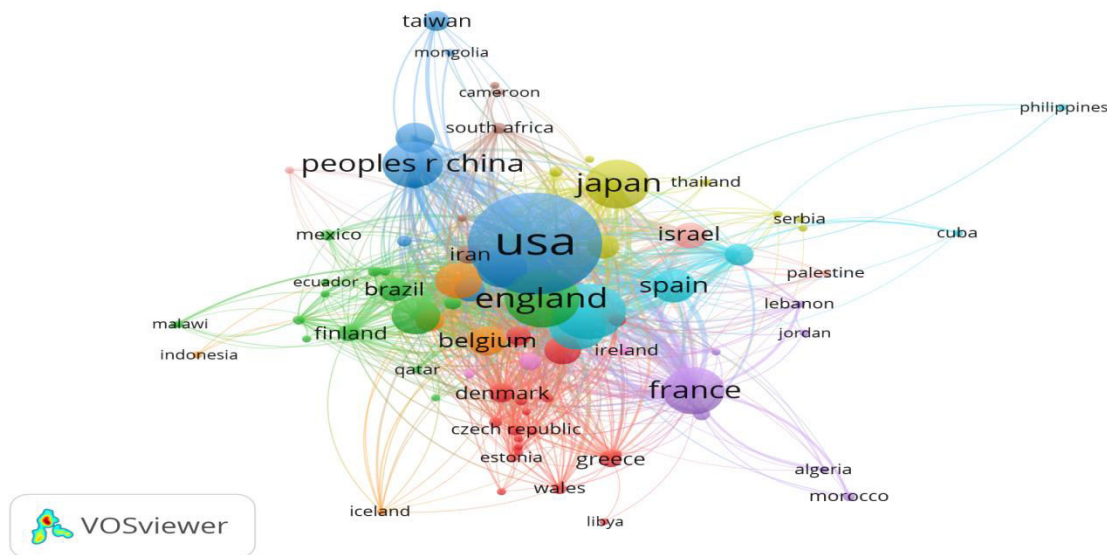 taiwan
mongolia
cameroon
philippines
south africa
peoples r china
japan
thailand
serbia
mexico
usa
israel
cuba
iran
palestine
ecuador
brazil
england
spain
lebanon
malawi
finland
belgium
ireland
jordan
indonesia
qatar
denmark
france
czech republic
estonia
greece
algeria
wales
morocco
iceland
libya
VOSviewer